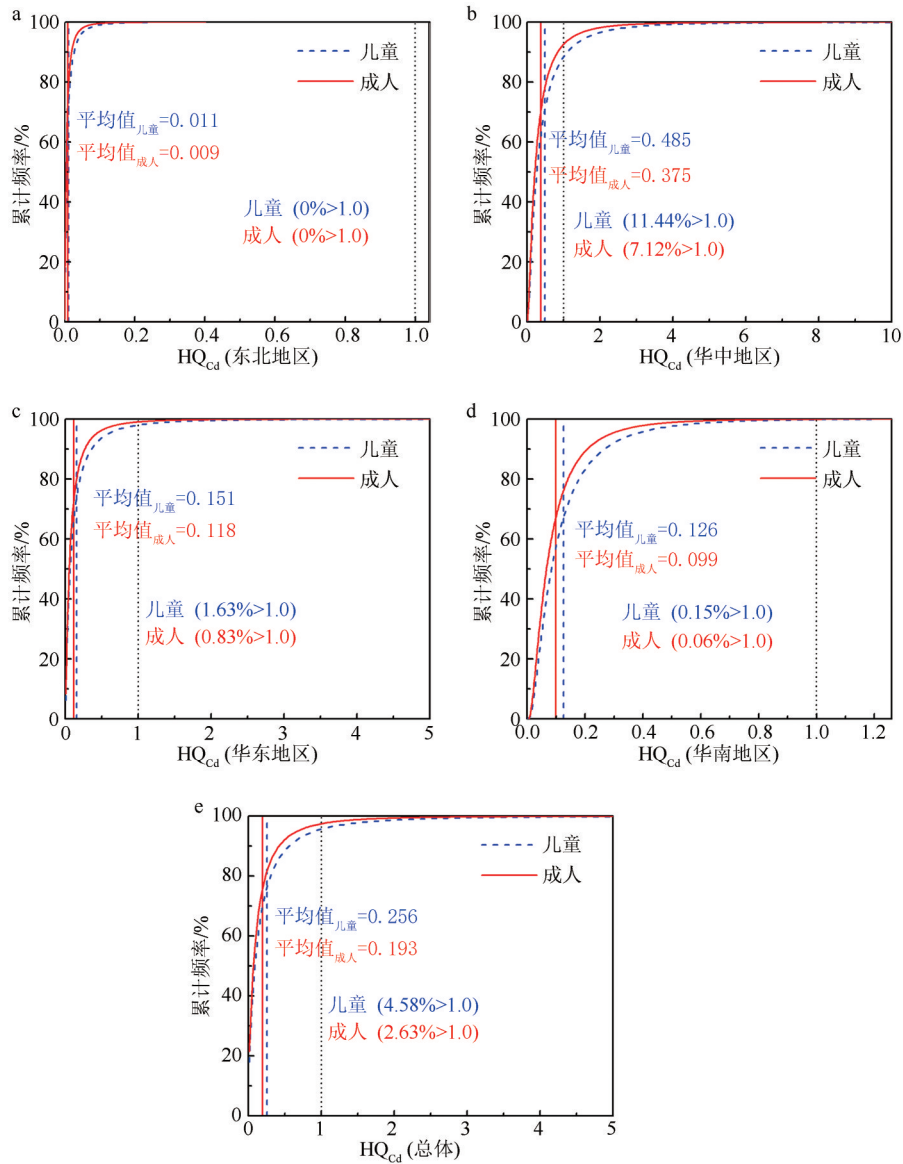 a
100
80
60
40
20
0
累计频率/%
儿童
成人
平均值儿童=0.011
平均值成人=0.009
儿童 (0%>1.0)
成人 (0%>1.0)
0.0 0.2 0.4 0.6 0.8 1.0
HQCd (东北地区)
b
100
80
60
40
20
0
累计频率/%
儿童
成人
平均值儿童=0.485
平均值成人=0.375
儿童 (11.44%>1.0)
成人 (7.12%>1.0)
0 2 4 6 8 10
HQCd (华中地区)
c
100
80
60
40
20
0
累计频率/%
儿童
成人
平均值儿童=0.151
平均值成人=0.118
儿童 (1.63%>1.0)
成人 (0.83%>1.0)
0 1 2 3 4 5
HQCd (华东地区)
d
100
80
60
40
20
0
累计频率/%
儿童
成人
平均值儿童=0.126
平均值成人=0.099
儿童 (0.15%>1.0)
成人 (0.06%>1.0)
0.0 0.2 0.4 0.6 0.8 1.0 1.2
HQCd (华南地区)
e
100
80
60
40
20
0
累计频率/%
儿童
成人
平均值儿童=0.256
平均值成人=0.193
儿童 (4.58%>1.0)
成人 (2.63%>1.0)
0 1 2 3 4 5
HQCd (总体)